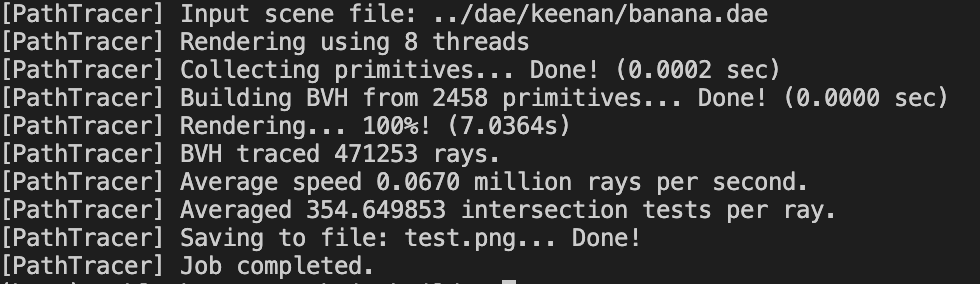 [PathTracer] Input scene file: ../dae/keenan/banana.dae
[PathTracer] Rendering using 8 threads
[PathTracer] Collecting primitives... Done! (0.0002 sec)
[PathTracer] Building BVH from 2458 primitives... Done! (0.0000 sec)
[PathTracer] Rendering... 100%! (7.0364s)
[PathTracer] BVH traced 471253 rays.
[PathTracer] Average speed 0.0670 million rays per second.
[PathTracer] Averaged 354.649853 intersection tests per ray.
[PathTracer] Saving to file: test.png... Done!
[PathTracer] Job completed.